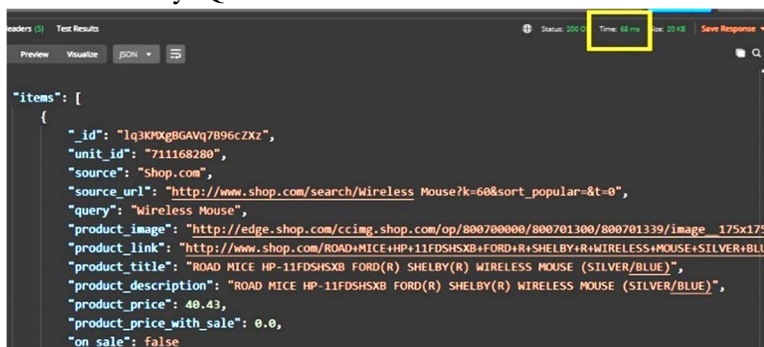 eaders (5) Test Results Status: 200 O Time: 68 ms Size: 20 KB Save Response
Preview Visualize JSON
"items": [
{
"_id": "lq3KMXgBGAVq7B96cZXz",
"unit_id": "711168280",
"source": "Shop.com",
"source_url": "http://www.shop.com/search/Wireless Mouse?k=60&sort_popular=&t=0",
"query": "Wireless Mouse",
"product_image": "http://edge.shop.com/ccimg.shop.com/op/800700000/800701300/800701339/image__175x175
"product_link": "http://www.shop.com/ROAD+MICE+HP+11FDSHSXB+FORD+R+SHELBY+R+WIRELESS+MOUSE+SILVER+BLU
"product_title": "ROAD MICE HP-11FDSHSXB FORD(R) SHELBY(R) WIRELESS MOUSE (SILVER/BLUE)",
"product_description": "ROAD MICE HP-11FDSHSXB FORD(R) SHELBY(R) WIRELESS MOUSE (SILVER/BLUE)",
"product_price": 40.43,
"product_price_with_sale": 0.0,
"on_sale": false